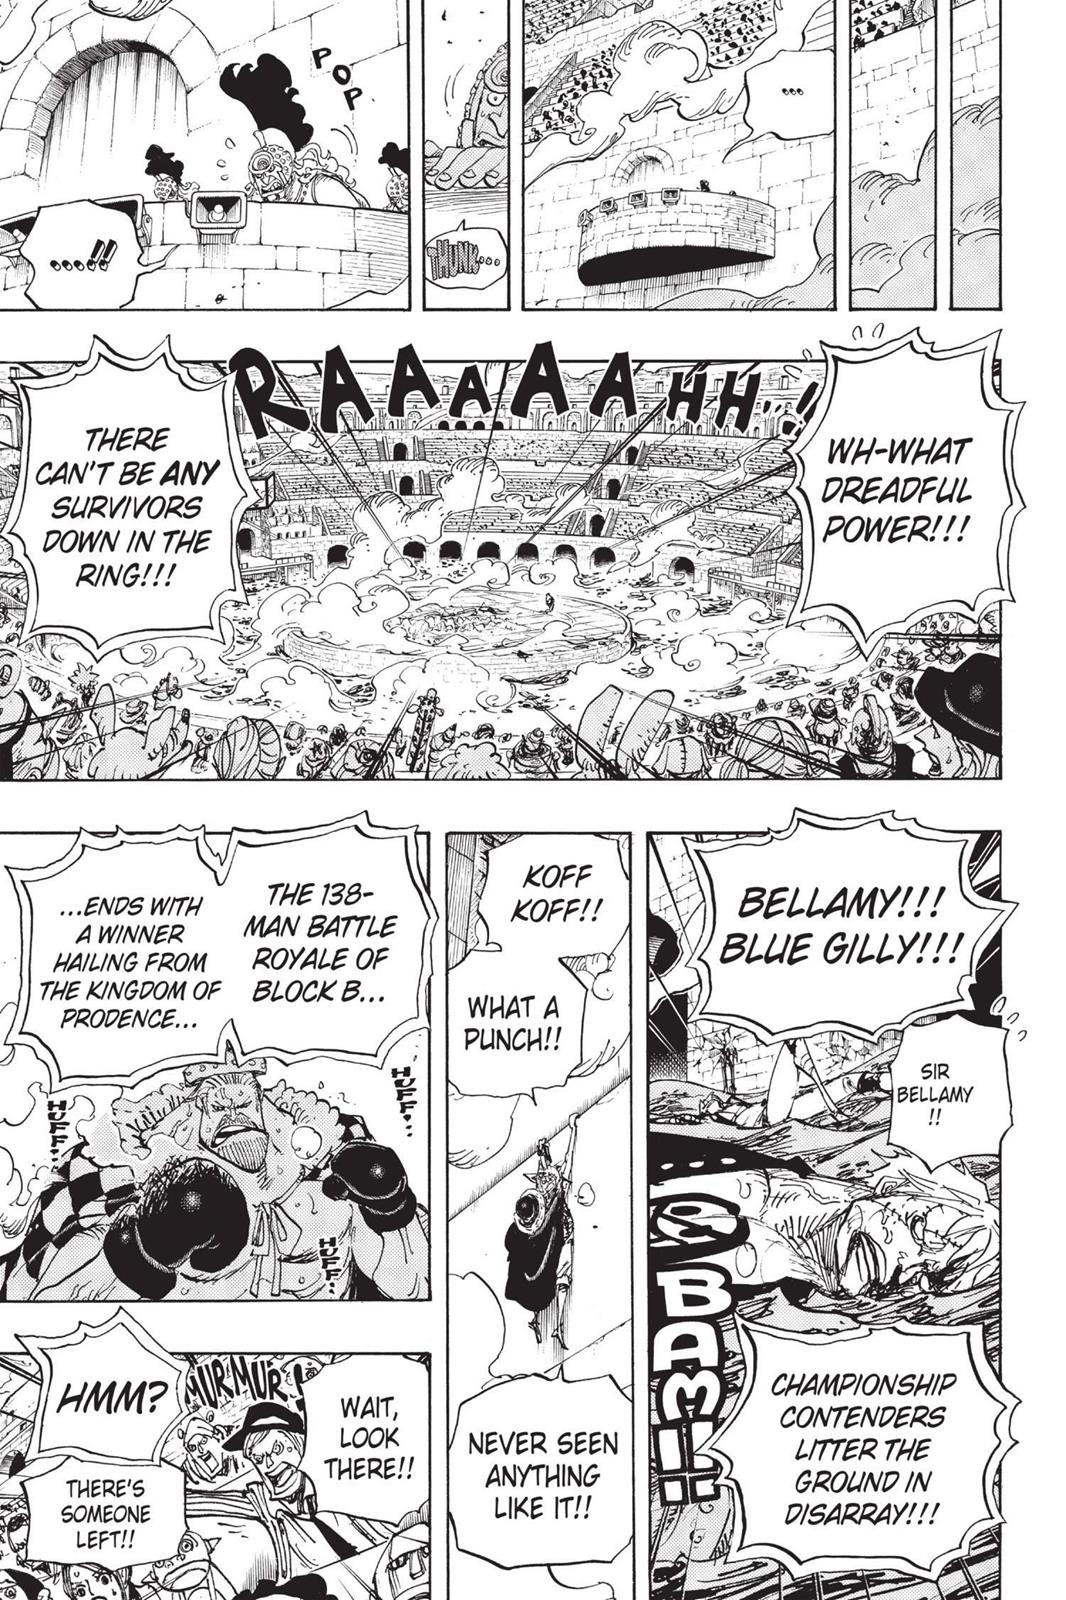 ...
THUNK...
POP
....!!
WH-WHAT
DREADFUL
POWER!!!
RAAAAAAHH..!!
THERE
CAN'T BE ANY
SURVIVORS
DOWN IN THE
RING!!!
BELLAMY!!!
BLUE GILLY!!!
SIR
BELLAMY
!!
BAM!!
CHAMPIONSHIP
CONTENDERS
LITTER THE
GROUND IN
DISARRAY!!!
KOFF
KOFF!!
WHAT A
PUNCH!!
NEVER SEEN
ANYTHING
LIKE IT!!
THE 138-
MAN BATTLE
ROYALE OF
BLOCK B...
...ENDS WITH
A WINNER
HAILING FROM
THE KINGDOM OF
PRODENCE...
HUFF...
HUFF...
HUFF...
WAIT,
LOOK
THERE!!
MURMUR!
HMM?
THERE'S
SOMEONE
LEFT!!